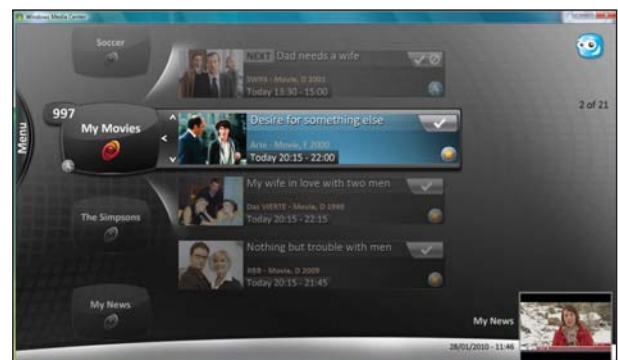 Windows Media Center
Soccer
NEXT Dad needs a wife
SWR4 - Movie, D 2001
Today 13:30 - 15:00
2 of 21
Menu
997
My Movies
Desire for something else
Arte - Movie, F 2000
Today 20:15 - 22:00
The Simpsons
My wife in love with two men
Das VIERTE - Movie, D 1998
Today 20:15 - 22:15
Nothing but trouble with men
RBB - Movie, D 2009
Today 20:15 - 21:45
My News
My News
28/01/2010 - 11:46